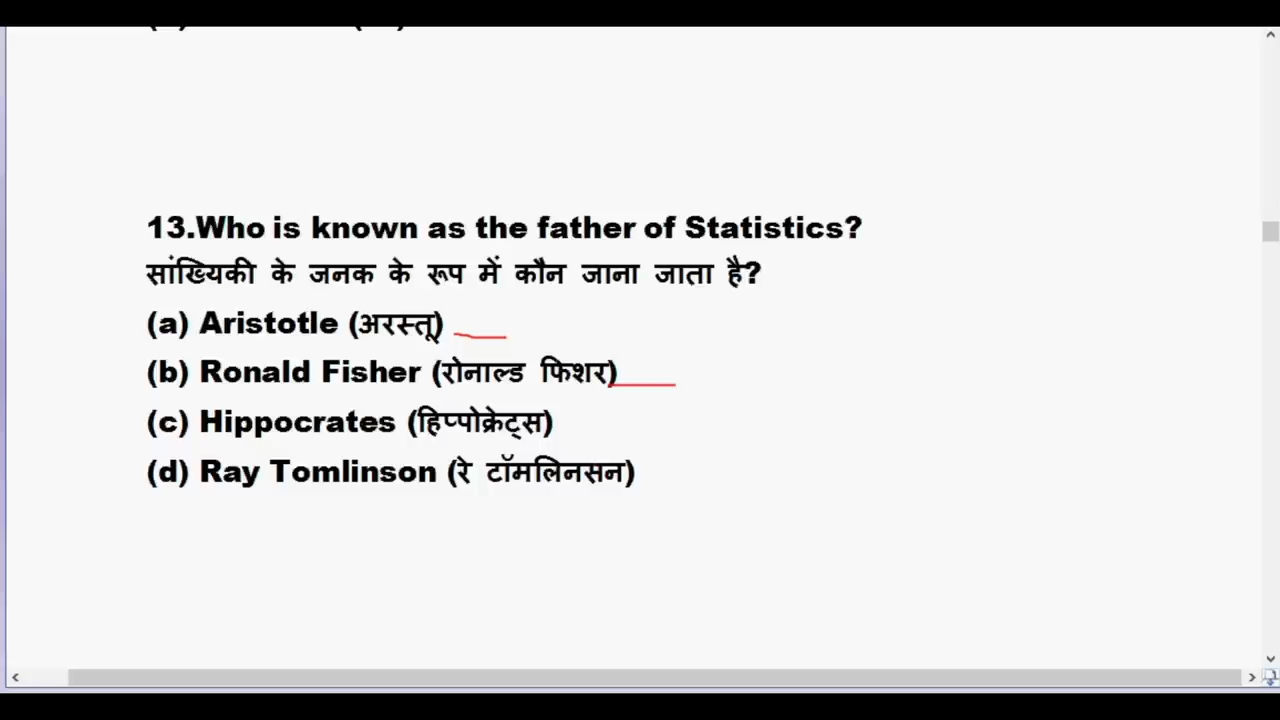 13.Who is known as the father of Statistics?
सांख्यिकी के जनक के रूप में कौन जाना जाता है?
(a) Aristotle (अरस्तू)
(b) Ronald Fisher (रोनाल्ड फिशर)
(c) Hippocrates (हिप्पोक्रेट्स)
(d) Ray Tomlinson (रे टॉमलिनसन)